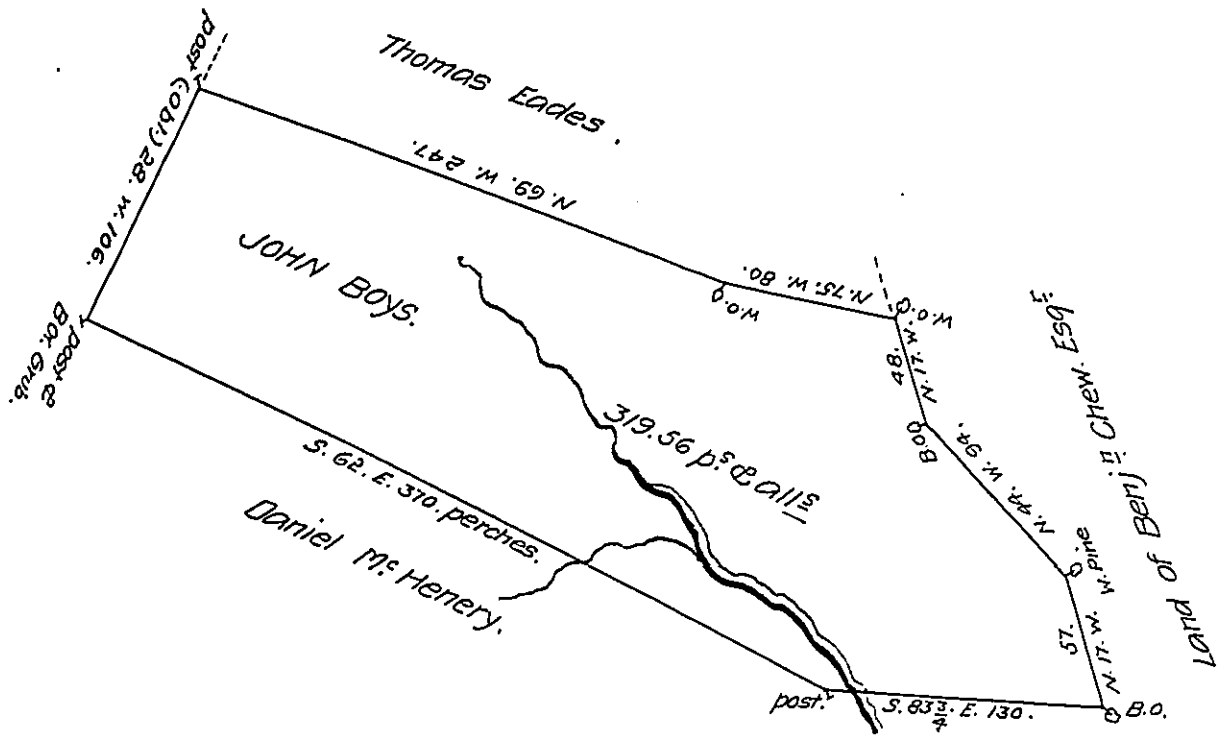 post
(obl.) 28. W. 106.
Thomas Eades.
N. 69. W. 247.
JOHN BOYS.
post &
Bor. Grub.
W.O.
N. 75. W. 80.
W.O.
48.
N. 17. W.
B.O.
N. 44. W. 94.
W. Pine
57.
N. 17. W.
B.O.
Land of Benjn Chew. Esqr:
319.56 ps & alls
S. 62. E. 370. perches.
Daniel Mc Henery.
post.
S. 83 3/4. E. 130.